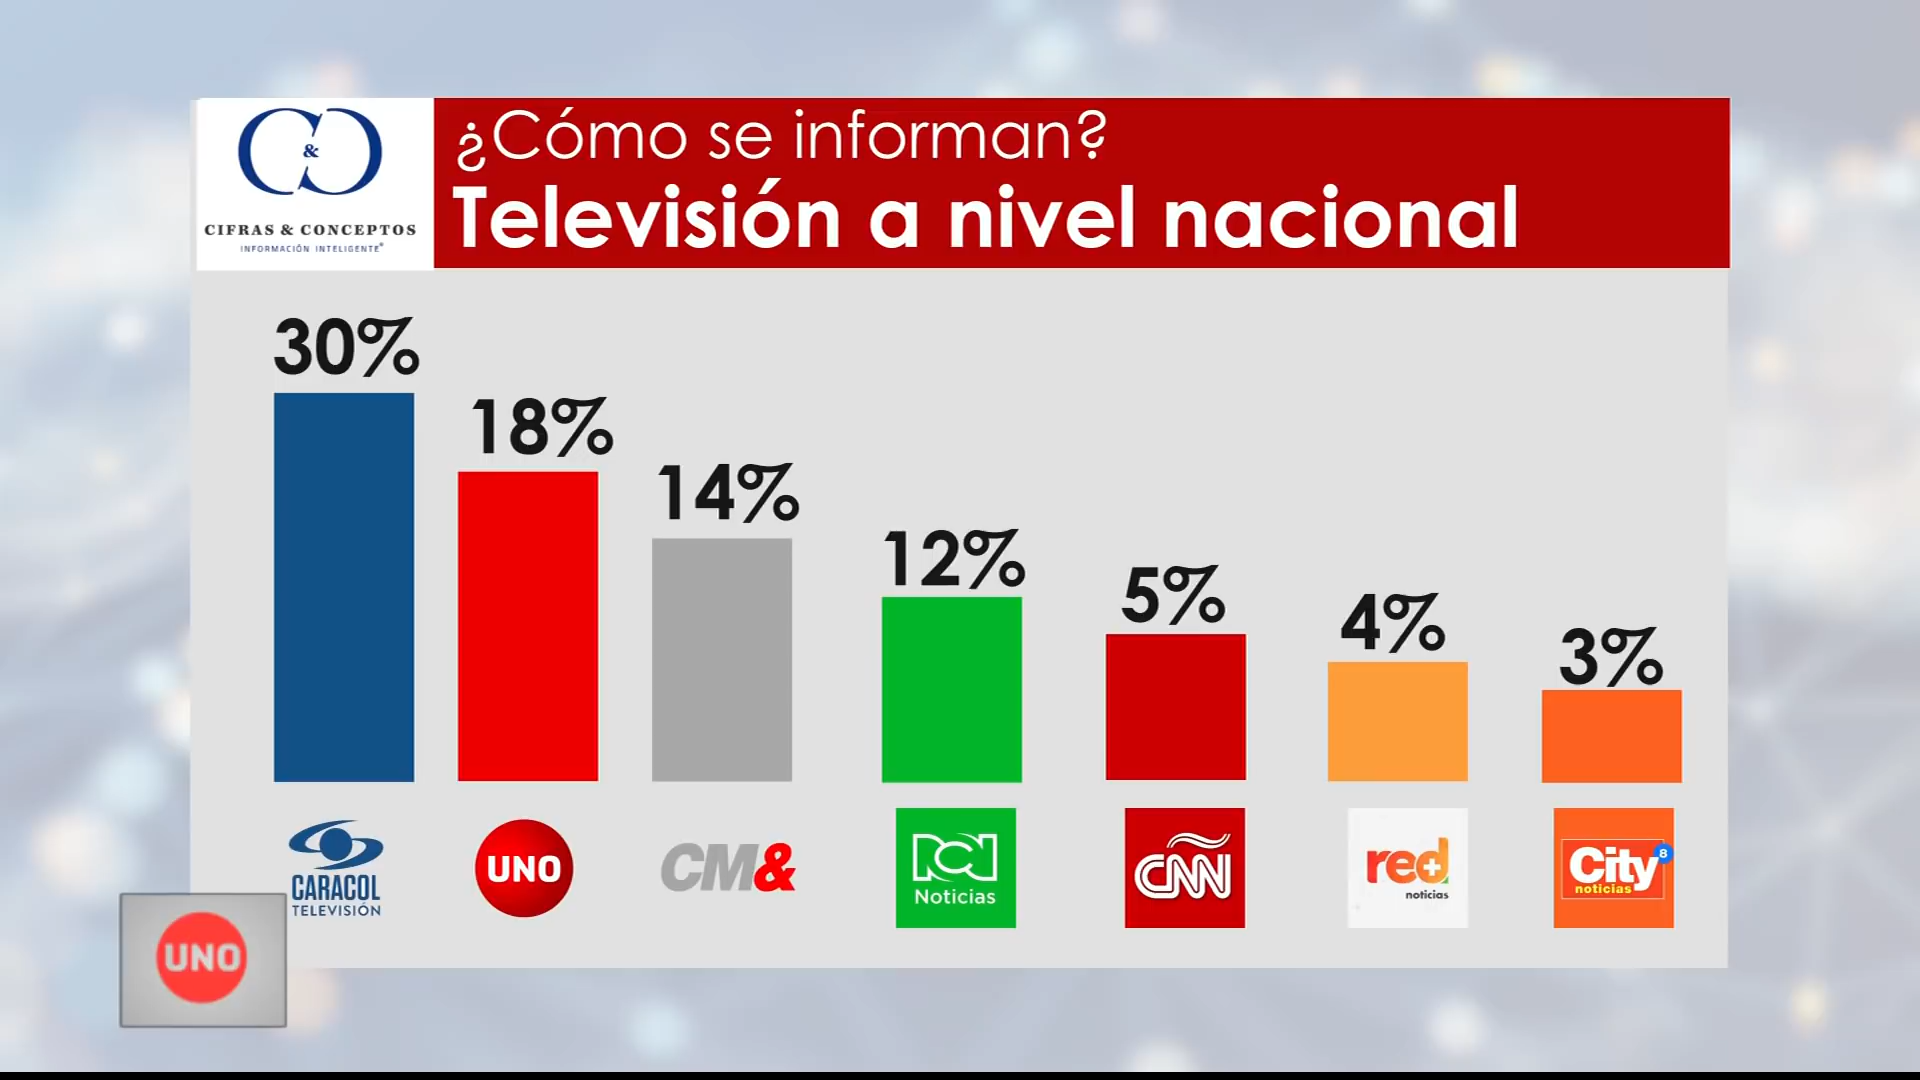 C&C
CIFRAS & CONCEPTOS
INFORMACIÓN INTELIGENTE®
¿Cómo se informan?
Televisión a nivel nacional
30%
18%
14%
12%
5%
4%
3%
CARACOL
TELEVISIÓN
UNO
CM&
RCN
Noticias
CNN
red+
noticias
City
8
noticias
UNO